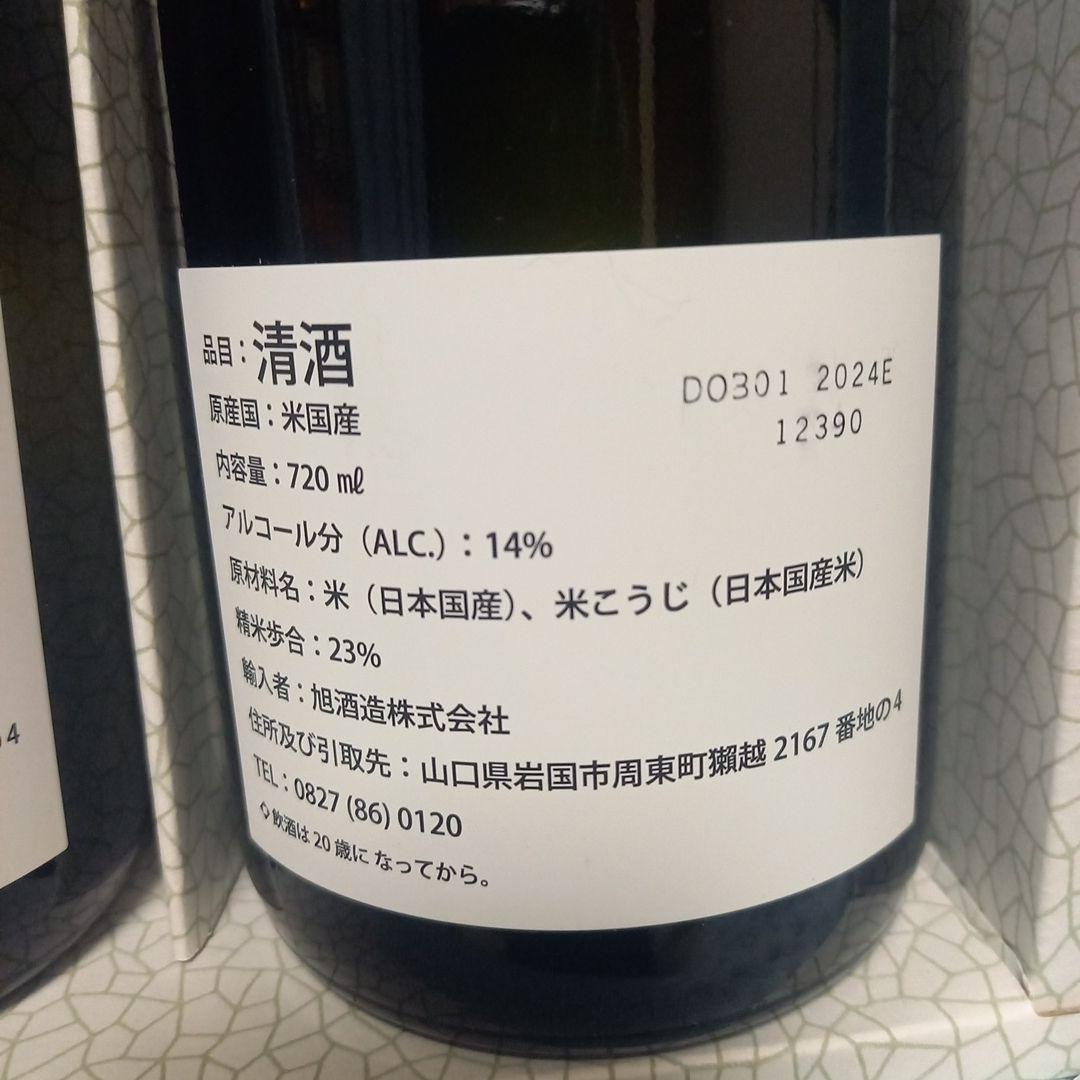 品目：清酒
DO301 2024E
12390
原産国：米国産
内容量：720 ㎖
アルコール分（ALC.）：14%
原材料名：米（日本国産）、米こうじ（日本国産米）
精米歩合：23%
輸入者：旭酒造株式会社
住所及び引取先：山口県岩国市周東町獺越 2167 番地の4
TEL：0827 (86) 0120
◇飲酒は 20 歳に なってから。
4